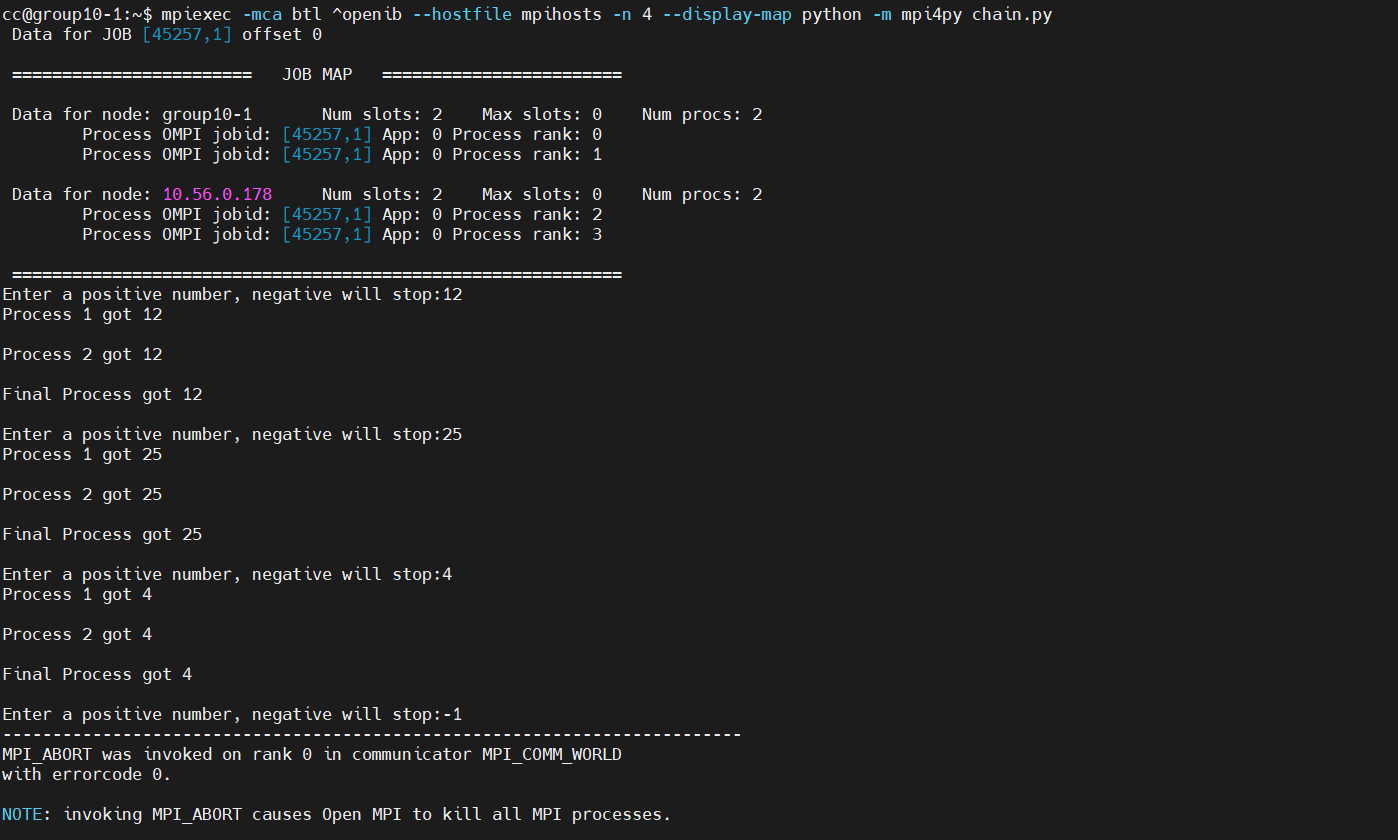 cc@group10-1:~$ mpiexec -mca btl ^openib --hostfile mpihosts -n 4 --display-map python -m mpi4py chain.py
Data for JOB [45257,1] offset 0
========================   JOB MAP   ========================
Data for node: group10-1       Num slots: 2    Max slots: 0    Num procs: 2
Process OMPI jobid: [45257,1] App: 0 Process rank: 0
Process OMPI jobid: [45257,1] App: 0 Process rank: 1
Data for node: 10.56.0.178     Num slots: 2    Max slots: 0    Num procs: 2
Process OMPI jobid: [45257,1] App: 0 Process rank: 2
Process OMPI jobid: [45257,1] App: 0 Process rank: 3
=============================================================
Enter a positive number, negative will stop:12
Process 1 got 12
Process 2 got 12
Final Process got 12
Enter a positive number, negative will stop:25
Process 1 got 25
Process 2 got 25
Final Process got 25
Enter a positive number, negative will stop:4
Process 1 got 4
Process 2 got 4
Final Process got 4
Enter a positive number, negative will stop:-1
--------------------------------------------------------------------------
MPI_ABORT was invoked on rank 0 in communicator MPI_COMM_WORLD
with errorcode 0.
NOTE: invoking MPI_ABORT causes Open MPI to kill all MPI processes.